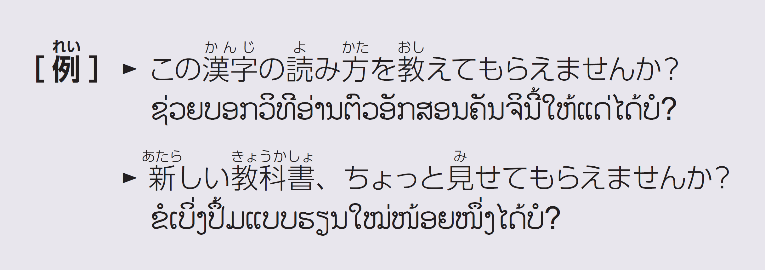 れい
[例] ► この漢字の読み方を教えてもらえませんか？
かんじ よ かた おし
ຊ່ວຍບອກວິທີອ່ານຕົວອັກສອນຄັນຈິນີ້ໃຫ້ແດ່ໄດ້ບໍ?
あたら きょうかしょ み
► 新しい教科書、ちょっと見せてもらえませんか？
ຂໍເບິ່ງປຶ້ມແບບຮຽນໃໝ່ໜ້ອຍໜຶ່ງໄດ້ບໍ?